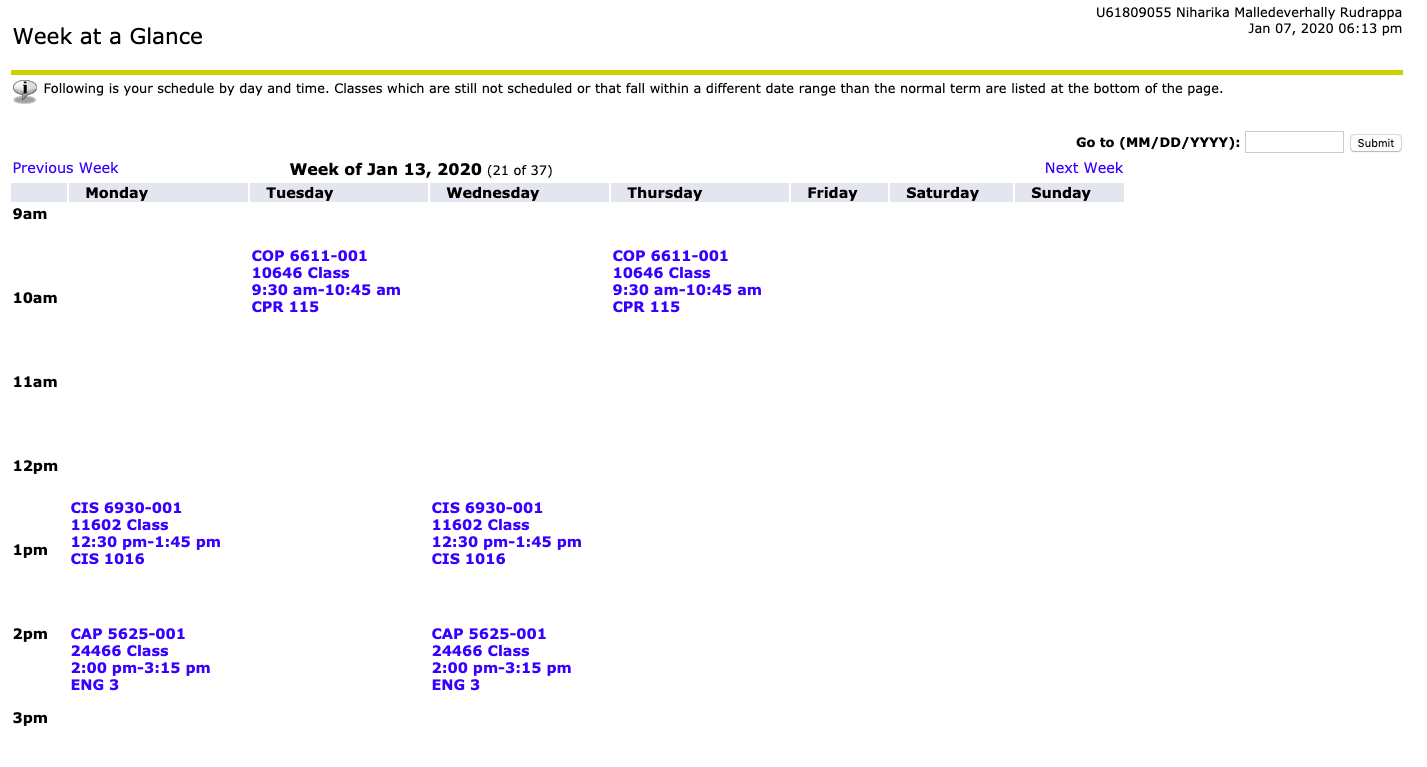 U61809055 Niharika Malledeverhally Rudrappa
Jan 07, 2020 06:13 pm
Week at a Glance
Following is your schedule by day and time. Classes which are still not scheduled or that fall within a different date range than the normal term are listed at the bottom of the page.
Go to (MM/DD/YYYY): Submit
Previous Week Week of Jan 13, 2020 (21 of 37) Next Week
Monday Tuesday Wednesday Thursday Friday Saturday Sunday
9am
COP 6611-001 COP 6611-001
10646 Class 10646 Class
9:30 am-10:45 am 9:30 am-10:45 am
10am
CPR 115 CPR 115
11am
12pm
CIS 6930-001 CIS 6930-001
11602 Class 11602 Class
12:30 pm-1:45 pm 12:30 pm-1:45 pm
1pm
CIS 1016 CIS 1016
2pm CAP 5625-001 CAP 5625-001
24466 Class 24466 Class
2:00 pm-3:15 pm 2:00 pm-3:15 pm
ENG 3 ENG 3
3pm